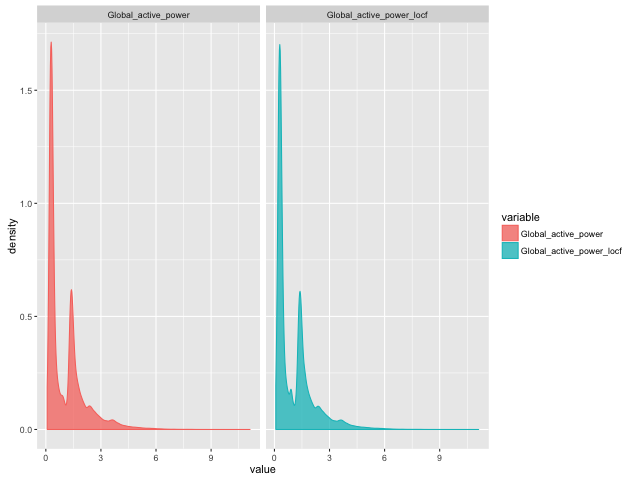 Global_active_power Global_active_power_locf
1.5
1.0
0.5
0.0
density
0 3 6 9 0 3 6 9
value
variable
Global_active_power
Global_active_power_locf